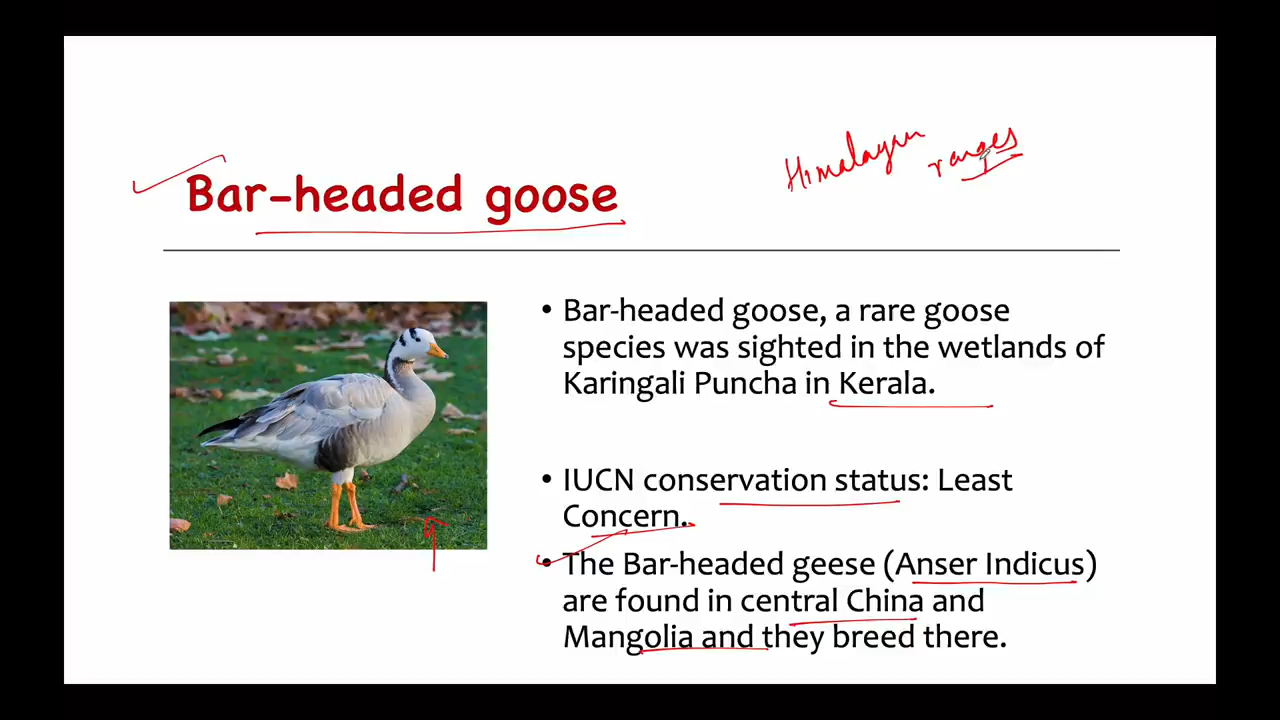 Himalayan
ranges
Bar-headed goose
• Bar-headed goose, a rare goose
species was sighted in the wetlands of
Karingali Puncha in Kerala.
• IUCN conservation status: Least
Concern.
• The Bar-headed geese (Anser Indicus)
are found in central China and
Mangolia and they breed there.